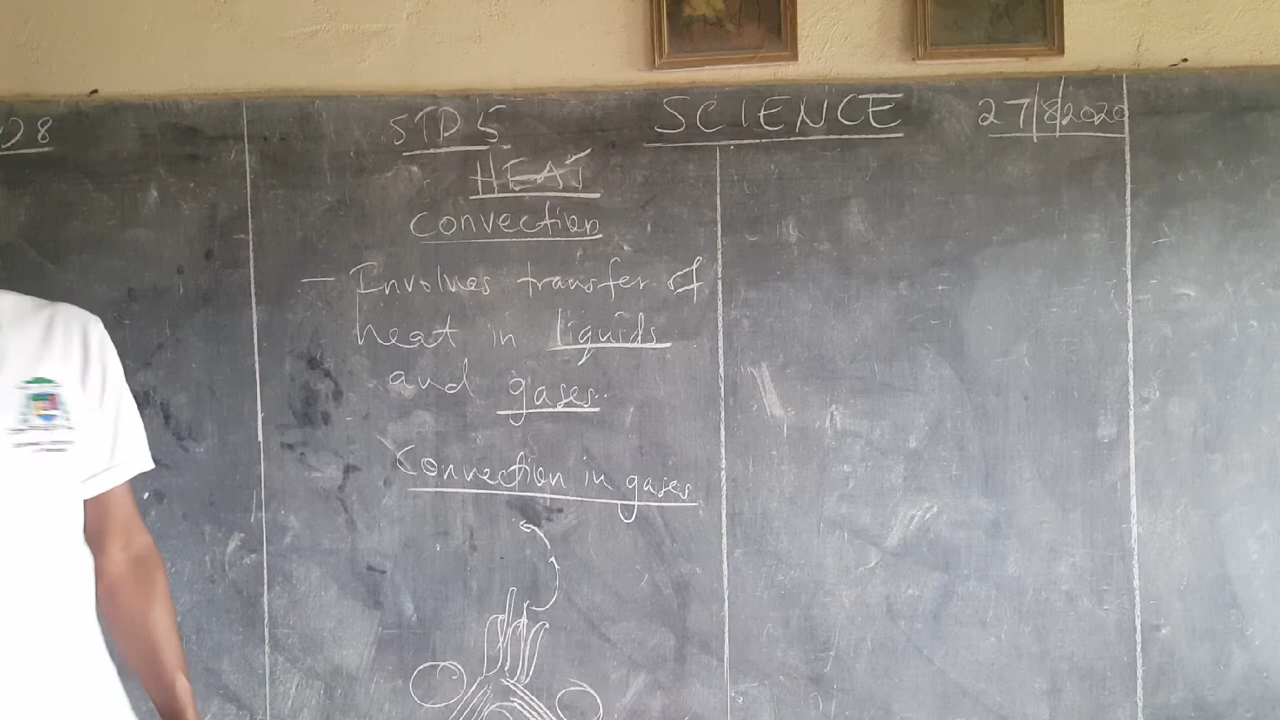 STD 5 SCIENCE 27/8/2020
HEAT
Convection
- Involves transfer of
heat in liquids
and gases.
Convection in gases